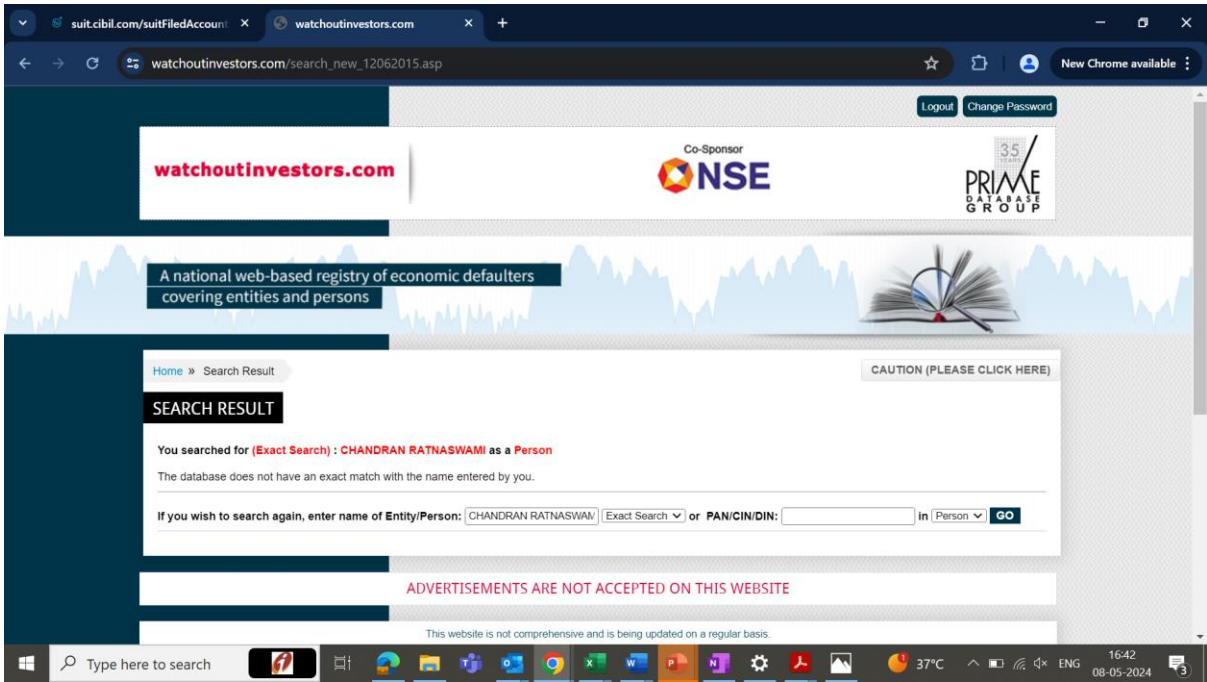 suit.cibil.com/suitFiledAccount
watchoutinvestors.com
watchoutinvestors.com/search_new_12062015.asp
New Chrome available
Logout
Change Password
watchoutinvestors.com
Co-Sponsor
NSE
35
YEARS
PRIME
DATABASE
GROUP
A national web-based registry of economic defaulters
covering entities and persons
Home » Search Result
CAUTION (PLEASE CLICK HERE)
SEARCH RESULT
You searched for (Exact Search) : CHANDRAN RATNASWAMI as a Person
The database does not have an exact match with the name entered by you.
If you wish to search again, enter name of Entity/Person: CHANDRAN RATNASWAM Exact Search or PAN/CIN/DIN: in Person GO
ADVERTISEMENTS ARE NOT ACCEPTED ON THIS WEBSITE
This website is not comprehensive and is being updated on a regular basis.
Type here to search
37°C
ENG
16:42
08-05-2024
3